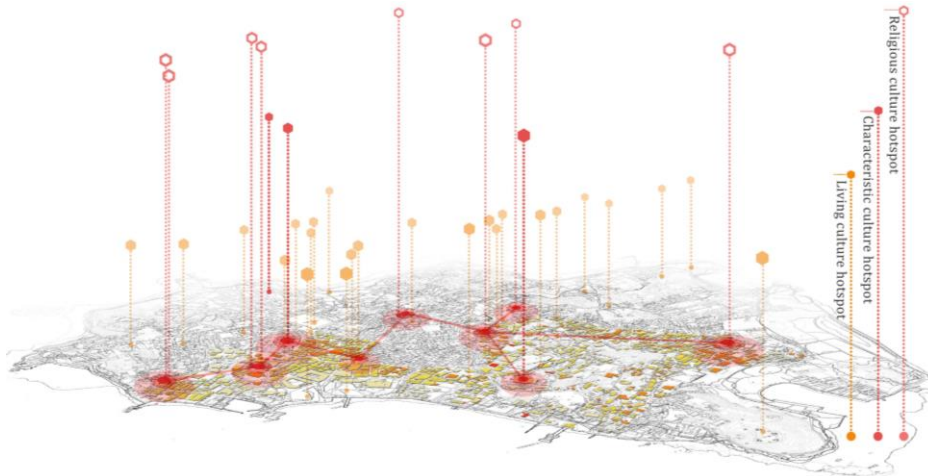 Living culture hotspot
Characteristic culture hotspot
Religious culture hotspot